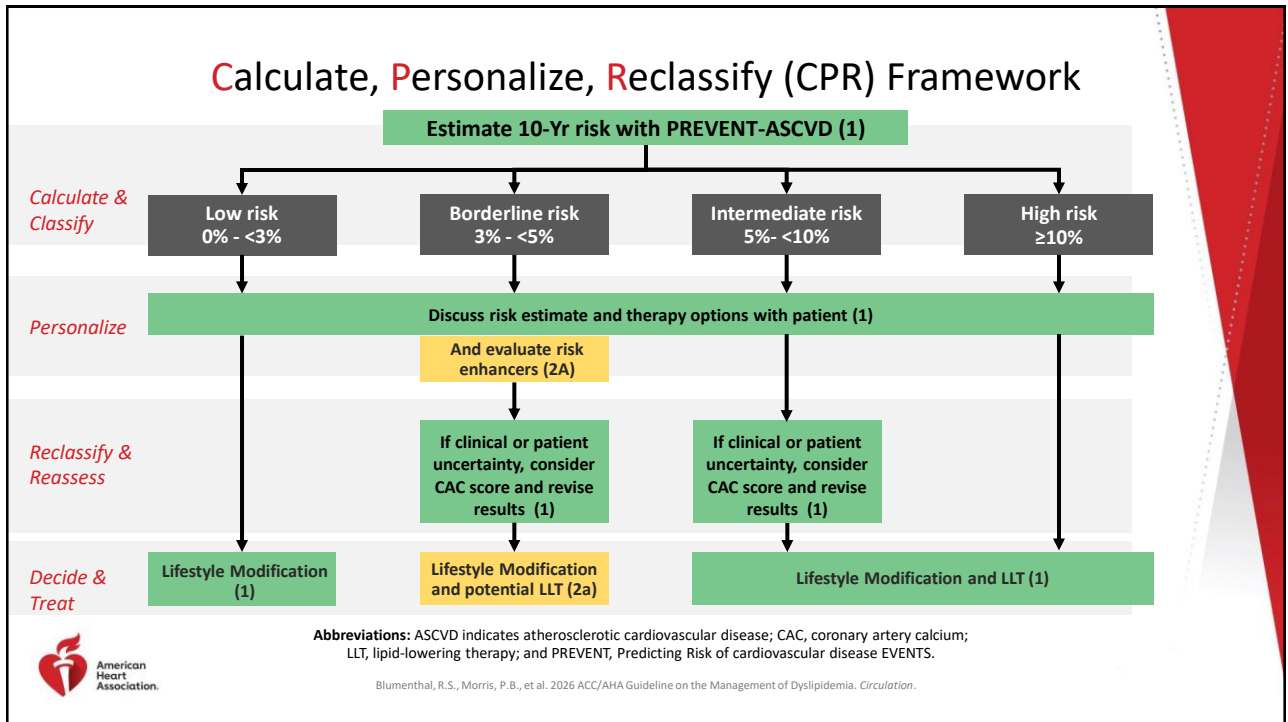 Calculate, Personalize, Reclassify (CPR) Framework
Estimate 10-Yr risk with PREVENT-ASCVD (1)
Calculate &
Classify
Low risk
0% - <3%
Borderline risk
3% - <5%
Intermediate risk
5%- <10%
High risk
≥10%
Personalize
Discuss risk estimate and therapy options with patient (1)
And evaluate risk
enhancers (2A)
Reclassify &
Reassess
If clinical or patient
uncertainty, consider
CAC score and revise
results (1)
If clinical or patient
uncertainty, consider
CAC score and revise
results (1)
Decide &
Treat
Lifestyle Modification
(1)
Lifestyle Modification
and potential LLT (2a)
Lifestyle Modification and LLT (1)
Abbreviations: ASCVD indicates atherosclerotic cardiovascular disease; CAC, coronary artery calcium;
LLT, lipid-lowering therapy; and PREVENT, Predicting Risk of cardiovascular disease EVENTS.
American
Heart
Association.
Blumenthal, R.S., Morris, P.B., et al. 2026 ACC/AHA Guideline on the Management of Dyslipidemia. Circulation.